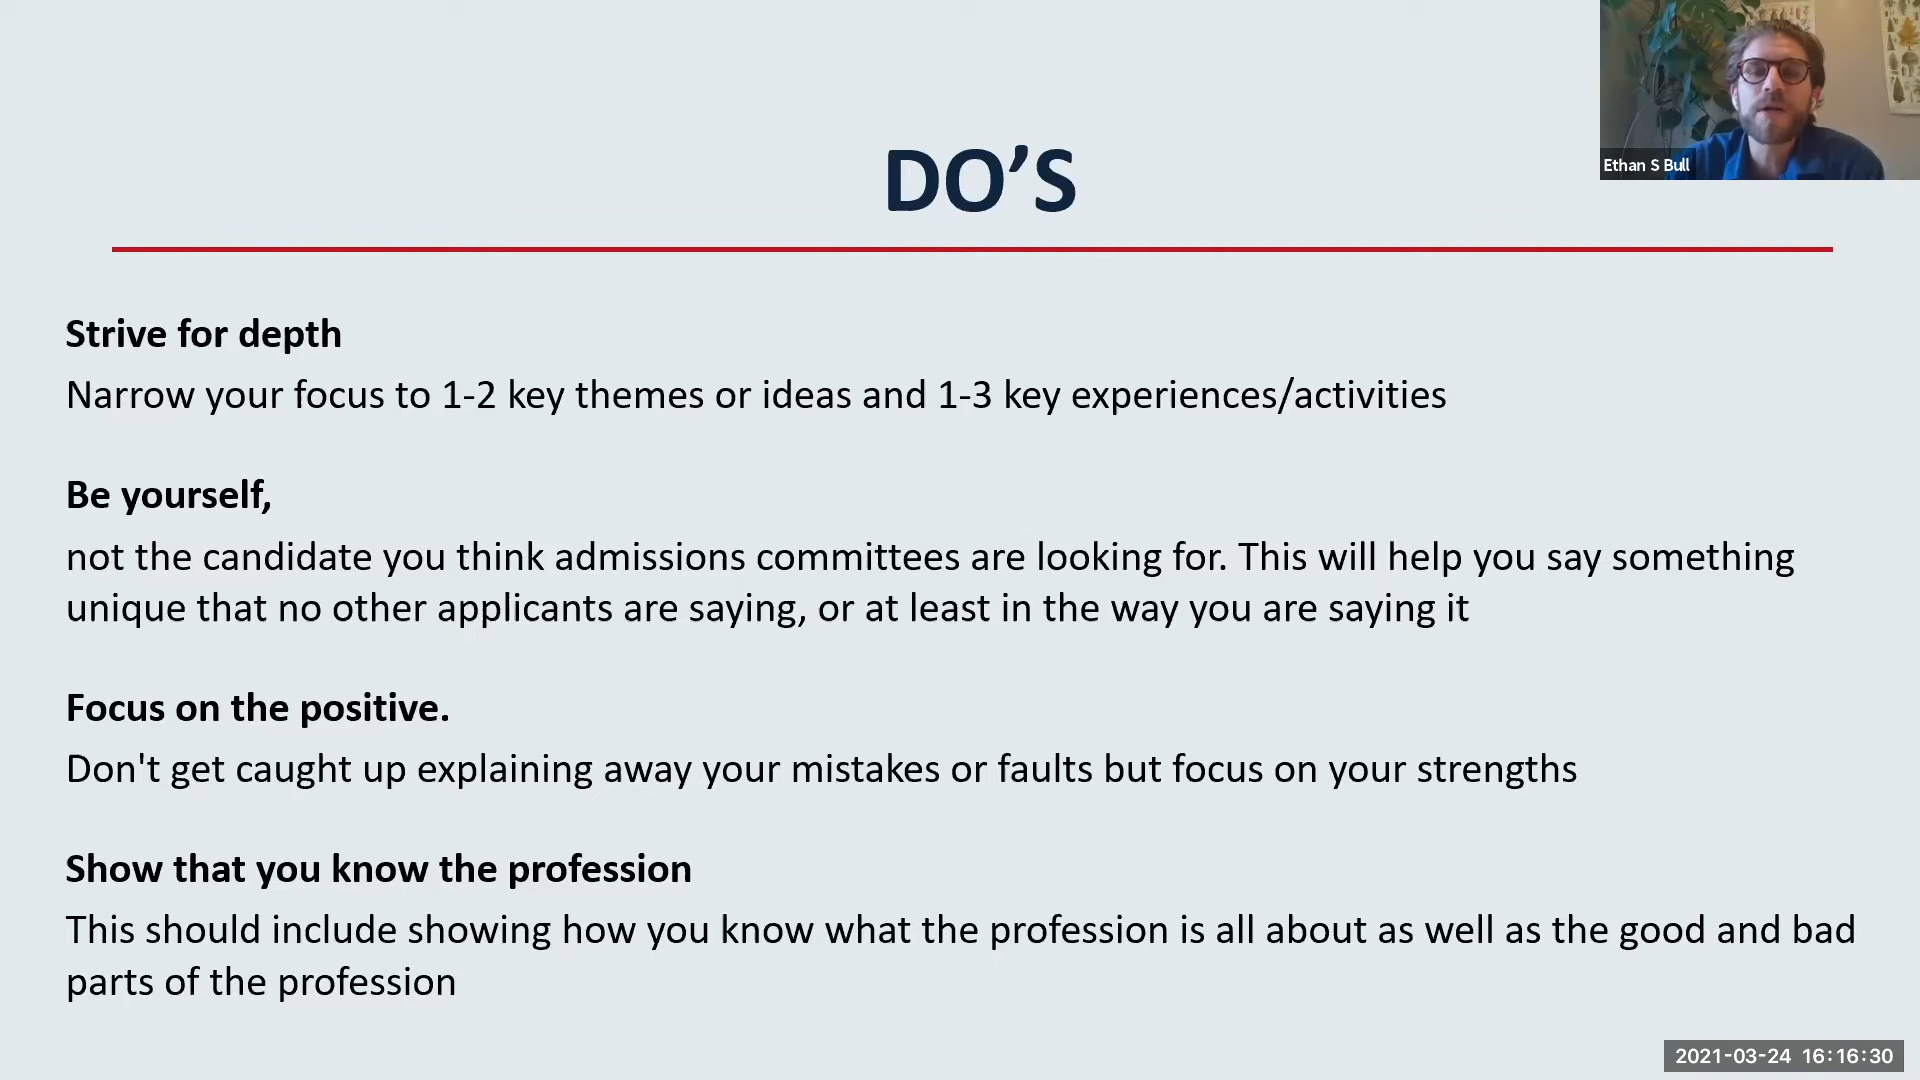 Ethan S Bull
DO’S
Strive for depth
Narrow your focus to 1-2 key themes or ideas and 1-3 key experiences/activities
Be yourself,
not the candidate you think admissions committees are looking for. This will help you say something
unique that no other applicants are saying, or at least in the way you are saying it
Focus on the positive.
Don't get caught up explaining away your mistakes or faults but focus on your strengths
Show that you know the profession
This should include showing how you know what the profession is all about as well as the good and bad
parts of the profession
2021-03-24 16:16:30